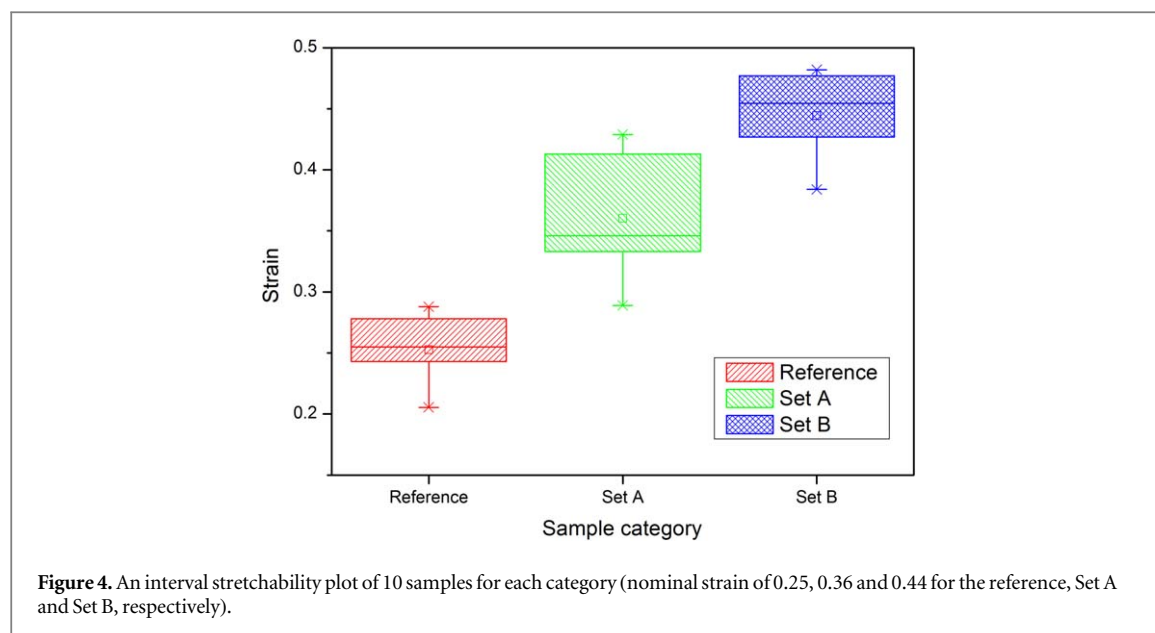 0.5
0.4
0.3
0.2
Strain
Reference
Set A
Set B
Reference
Set A
Set B
Sample category
Figure 4. An interval stretchability plot of 10 samples for each category (nominal strain of 0.25, 0.36 and 0.44 for the reference, Set A
and Set B, respectively).